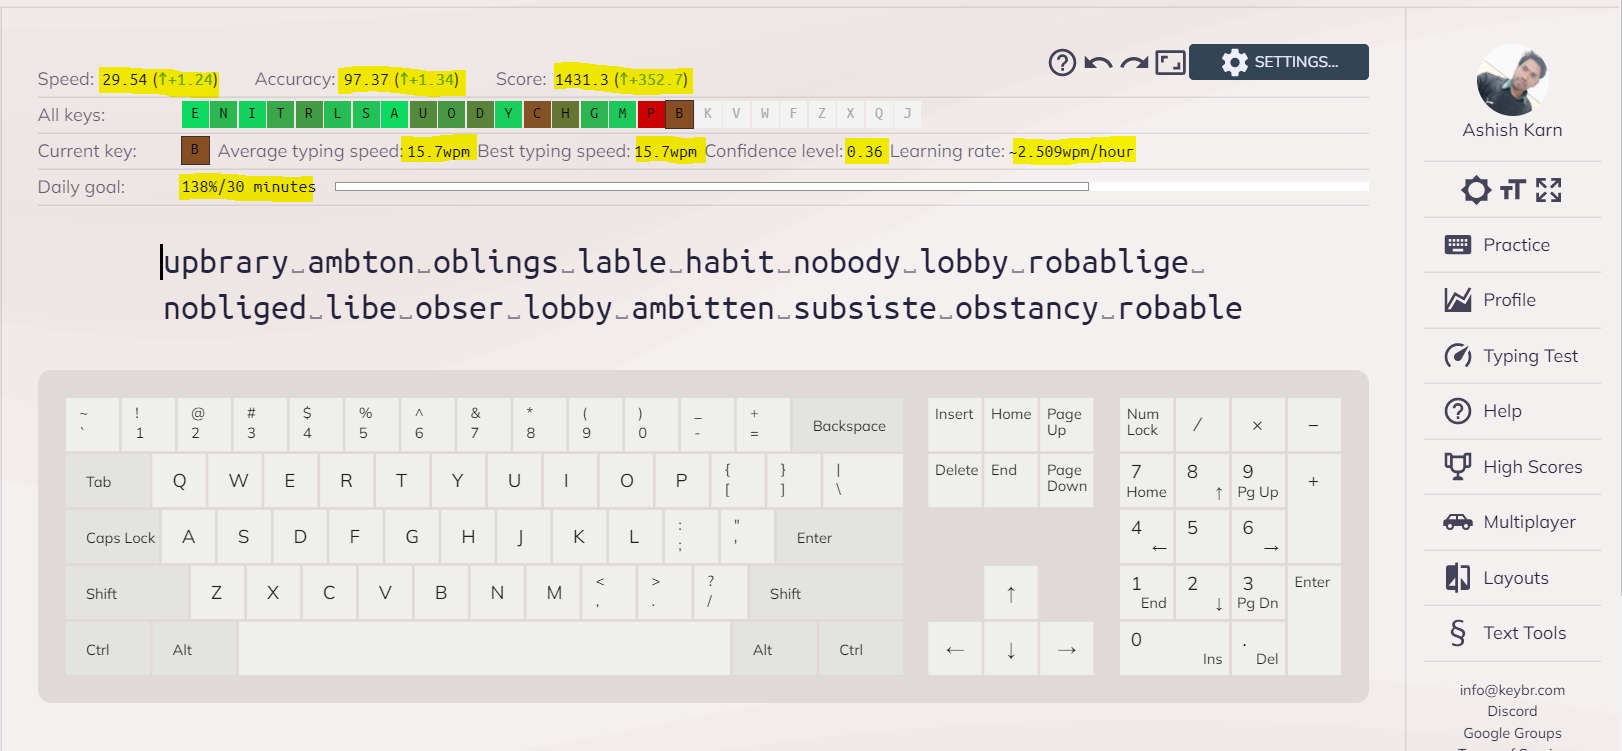 Speed: 29.54 (↑+1.24) Accuracy: 97.37 (↑+1.34) Score: 1431.3 (↑+352.7)
SETTINGS...
All keys: E N I T R L S A U O D Y C H G M P B K V W F Z X Q J
Current key: B Average typing speed: 15.7wpm Best typing speed: 15.7wpm Confidence level: 0.36 Learning rate: ~2.509wpm/hour
Daily goal: 138%/30 minutes
upbrary␣ambton␣oblings␣lable␣habit␣nobody␣lobby␣robablige␣
nobliged␣libe␣obser␣lobby␣ambitten␣subsiste␣obstancy␣robable
~ ! @ # $ % ^ & * ( ) _ +
` 1 2 3 4 5 6 7 8 9 0 - = Backspace
Insert Home Page Up
Num Lock / × −
Tab Q W E R T Y U I O P { [ } ] | \
Delete End Page Down
7 Home 8 ↑ 9 Pg Up +
Caps Lock A S D F G H J K L : ; " ' Enter
4 ← 5 6 →
Shift Z X C V B N M < , > . ? / Shift
↑
1 End 2 ↓ 3 Pg Dn Enter
Ctrl Alt Alt Ctrl
← ↓ →
0 Ins . Del
Ashish Karn
TT
Practice
Profile
Typing Test
Help
High Scores
Multiplayer
Layouts
§ Text Tools
info@keybr.com
Discord
Google Groups